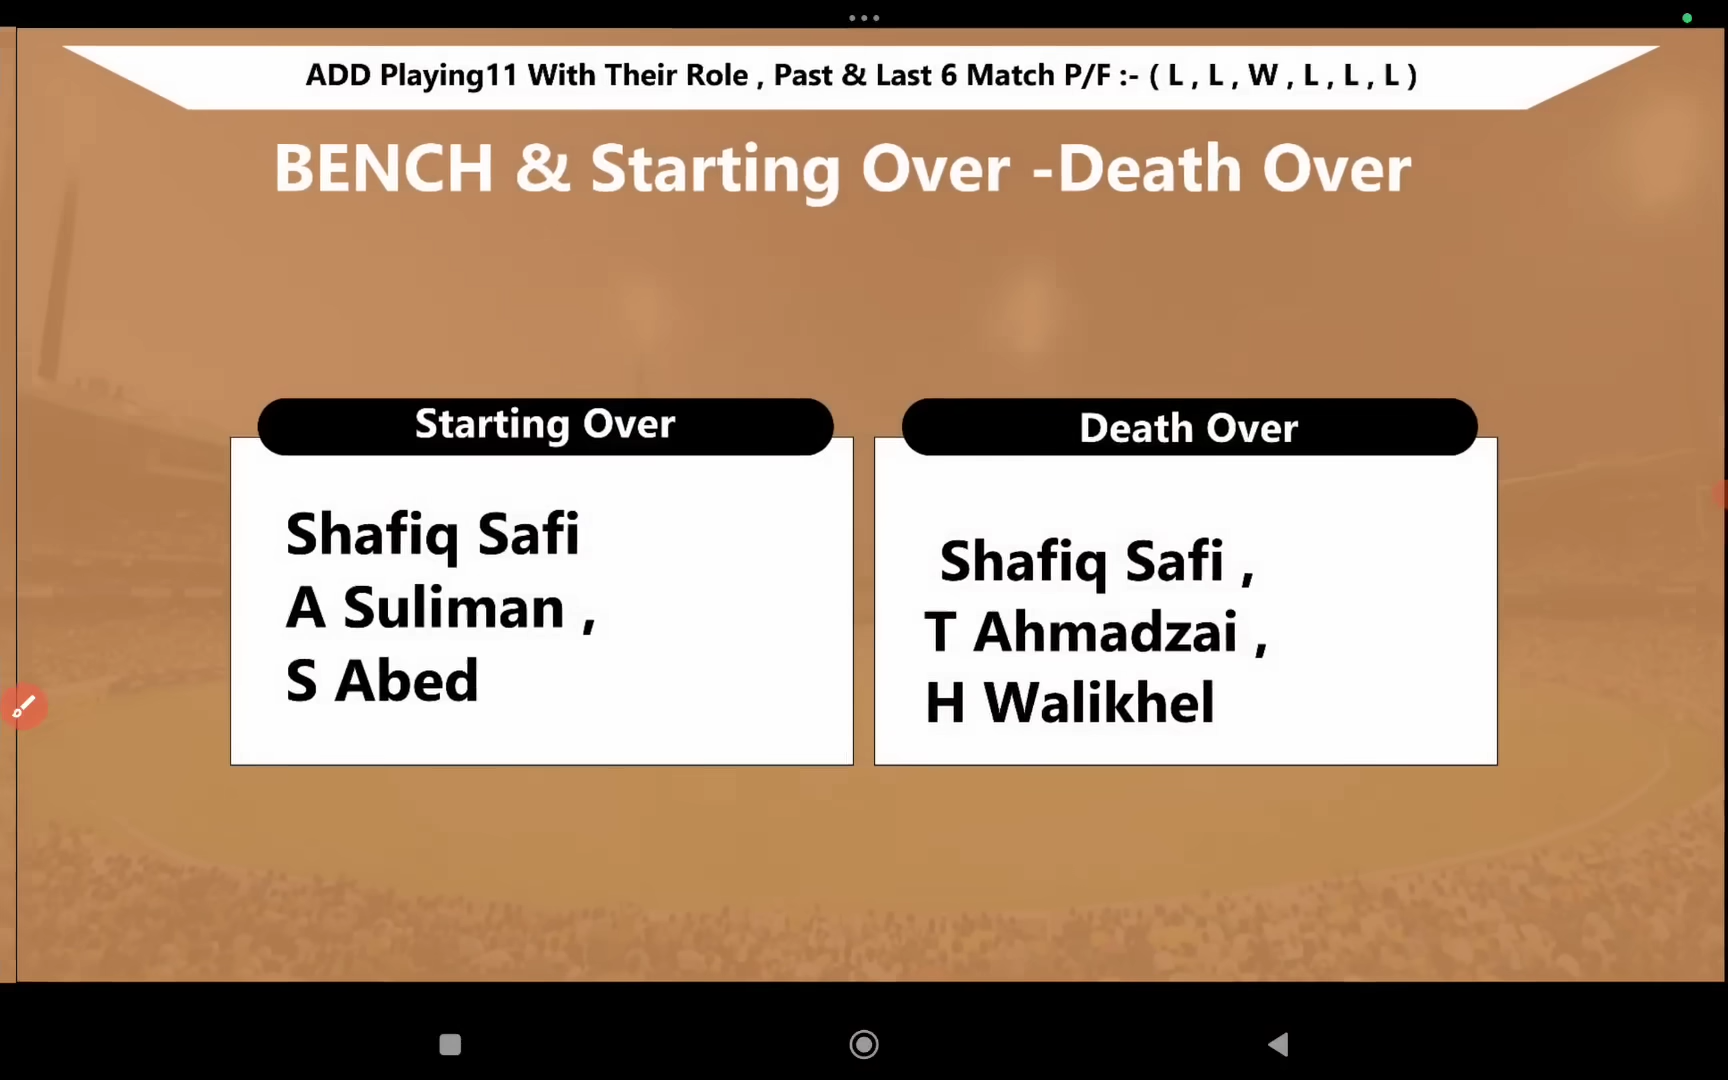 ADD Playing11 With Their Role , Past & Last 6 Match P/F :- ( L , L , W , L , L , L )
BENCH & Starting Over -Death Over
Starting Over
Shafiq Safi
A Suliman ,
S Abed
Death Over
Shafiq Safi ,
T Ahmadzai ,
H Walikhel